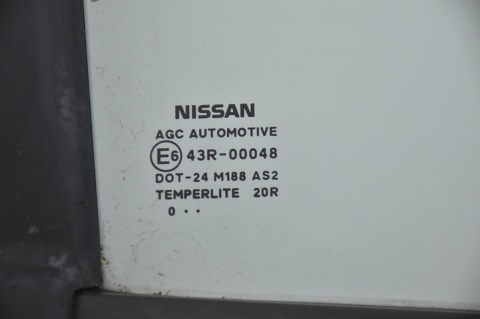 NISSAN
AGC AUTOMOTIVE
E6 43R-00048
DOT-24 M188 AS2
TEMPERLITE 20R
0 · ·